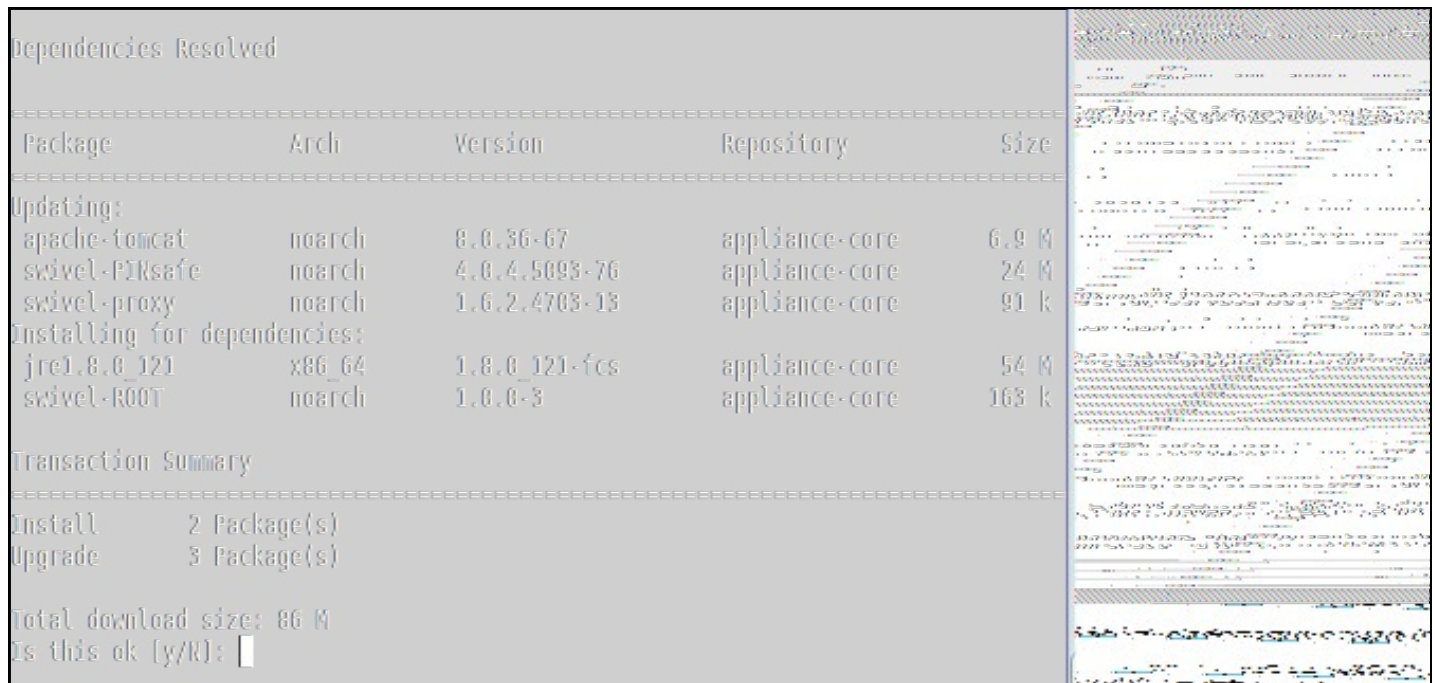 Dependencies Resolved
================================================================================
Package Arch Version Repository Size
================================================================================
Updating:
apache-tomcat noarch 8.0.36-67 appliance-core 6.9 M
swivel-PINsafe noarch 4.0.4.5093-76 appliance-core 24 M
swivel-proxy noarch 1.6.2.4703-13 appliance-core 91 k
Installing for dependencies:
jre1.8.0_121 x86_64 1.8.0_121-fcs appliance-core 54 M
swivel-ROOT noarch 1.0.0-3 appliance-core 163 k
Transaction Summary
================================================================================
Install 2 Package(s)
Upgrade 3 Package(s)
Total download size: 86 M
Is this ok [y/N]: